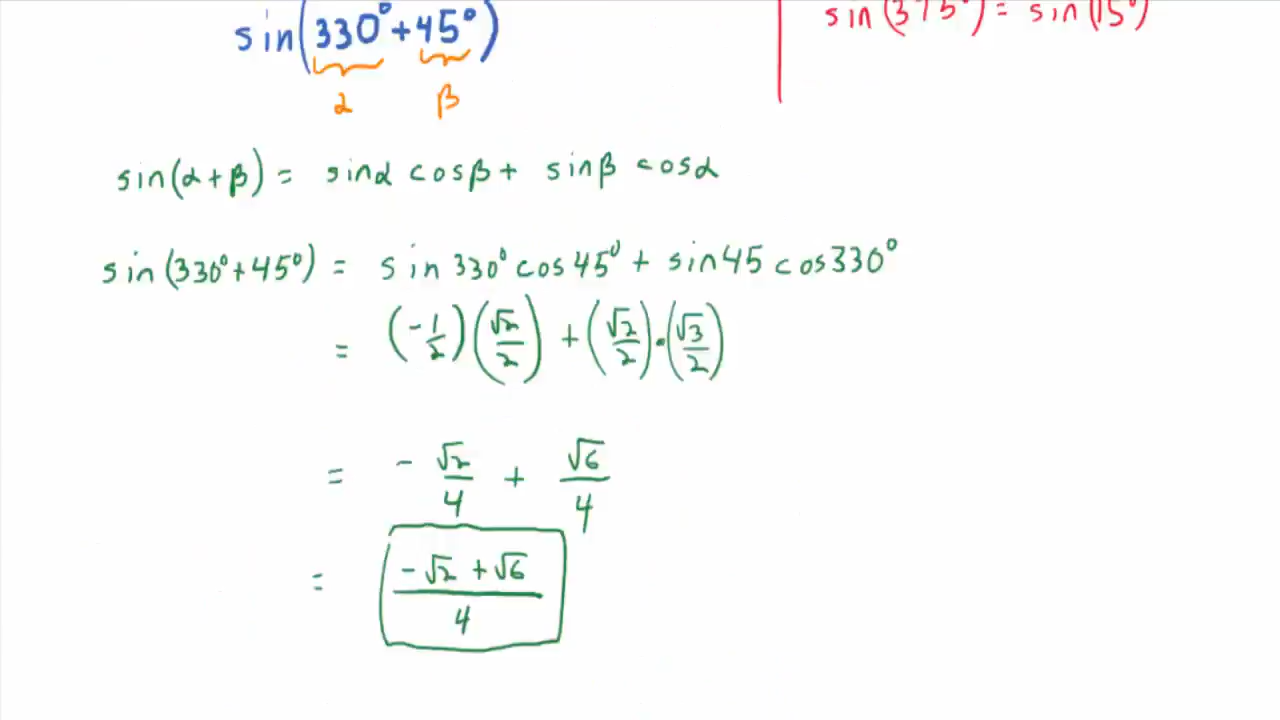 sin(330°+45°)
α β
sin(375°) = sin(15°)
sin(α+β) = sinα cosβ + sinβ cosα
sin(330°+45°) = sin 330° cos 45° + sin45 cos330°
= (-1/2)(√2/2) + (√2/2)·(√3/2)
= - √2/4 + √6/4
= (-√2 + √6)/4